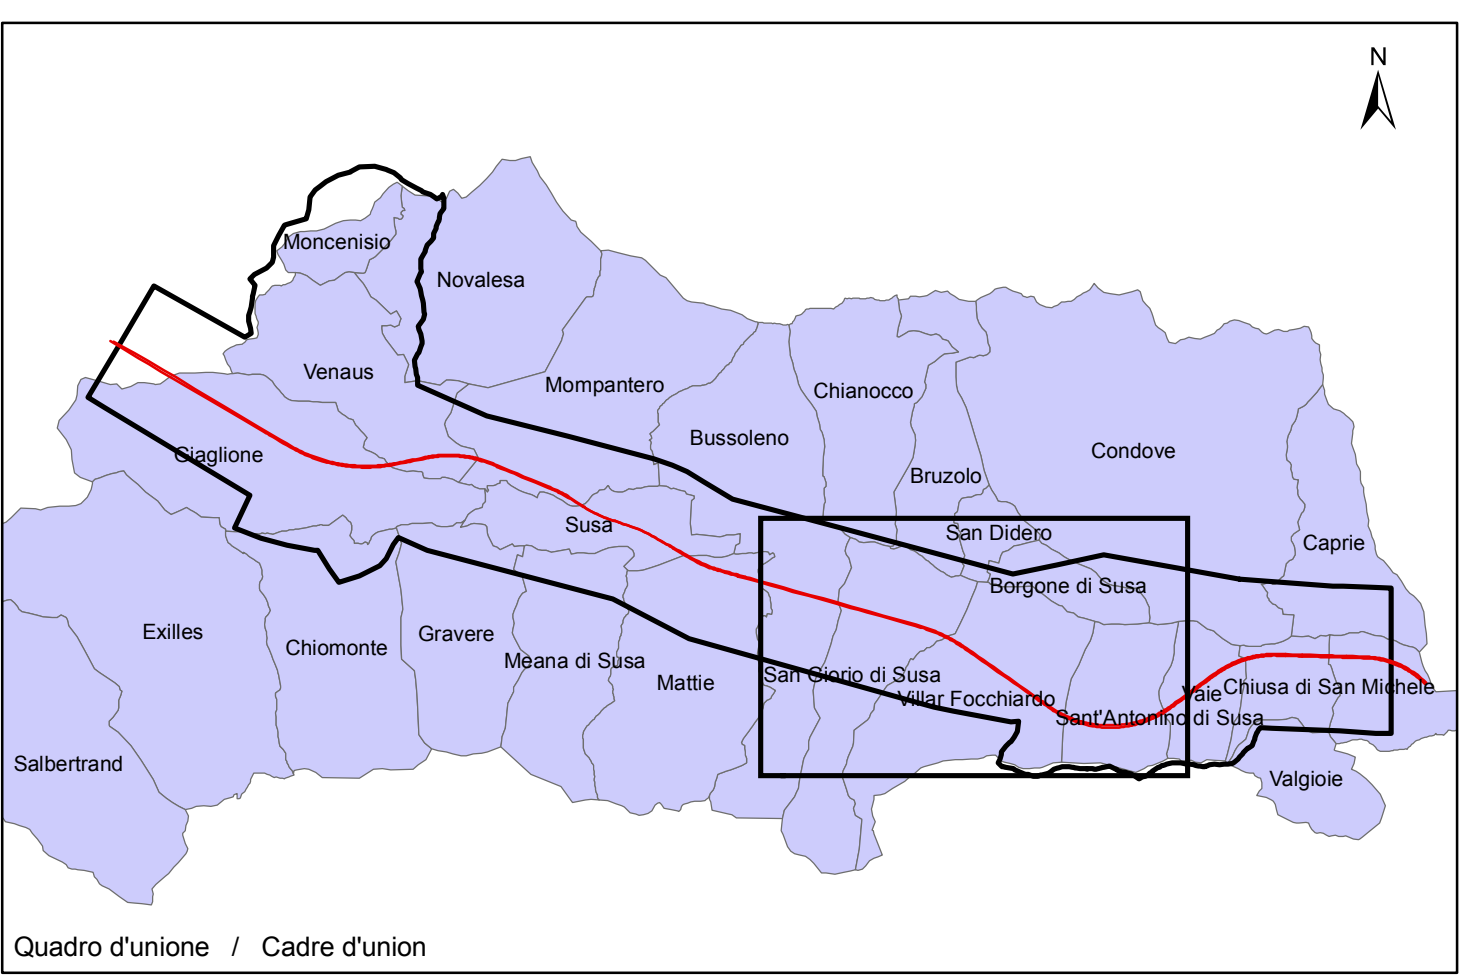 N
Moncenisio
Novalesa
Venaus
Mompantero
Chianocco
Bussoleno
Condove
Giaglione
Bruzolo
Susa
San Didero
Caprie
Borgone di Susa
Exilles
Gravere
Chiomonte
Meana di Susa
San Giorio di Susa
Mattie
Vaie
Chiusa di San Michele
Villar Focchiardo
Sant'Antonino di Susa
Salbertrand
Valgioie
Quadro d'unione / Cadre d'union